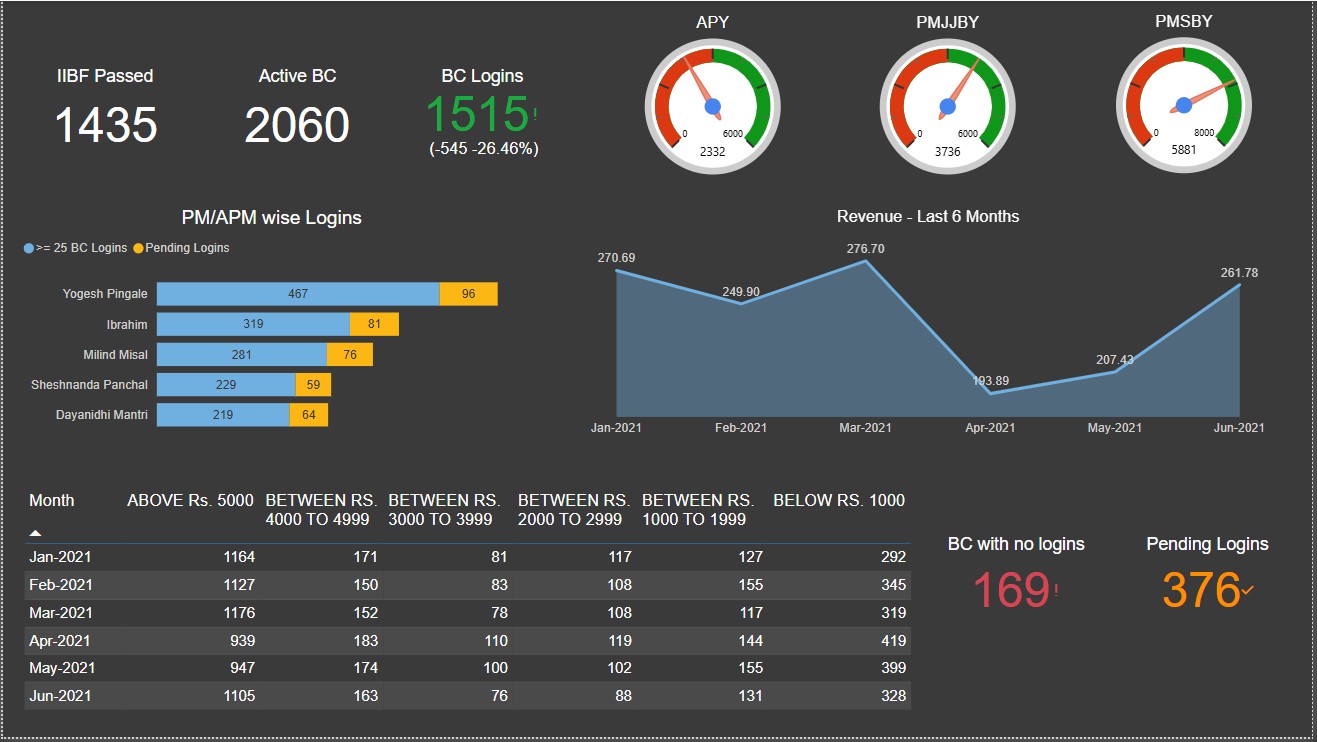 IIBF Passed
1435
Active BC
2060
BC Logins
1515!
(-545 -26.46%)
APY
0 6000
2332
PMJJBY
0 6000
3736
PMSBY
0 8000
5881
PM/APM wise Logins
>= 25 BC Logins Pending Logins
Yogesh Pingale 467 96
Ibrahim 319 81
Milind Misal 281 76
Sheshnanda Panchal 229 59
Dayanidhi Mantri 219 64
Revenue - Last 6 Months
270.69
249.90
276.70
193.89
207.43
261.78
Jan-2021 Feb-2021 Mar-2021 Apr-2021 May-2021 Jun-2021
Month ABOVE Rs. 5000 BETWEEN RS. BETWEEN RS. BETWEEN RS. BETWEEN RS. BELOW RS. 1000
4000 TO 4999 3000 TO 3999 2000 TO 2999 1000 TO 1999
Jan-2021 1164 171 81 117 127 292
Feb-2021 1127 150 83 108 155 345
Mar-2021 1176 152 78 108 117 319
Apr-2021 939 183 110 119 144 419
May-2021 947 174 100 102 155 399
Jun-2021 1105 163 76 88 131 328
BC with no logins
169!
Pending Logins
376